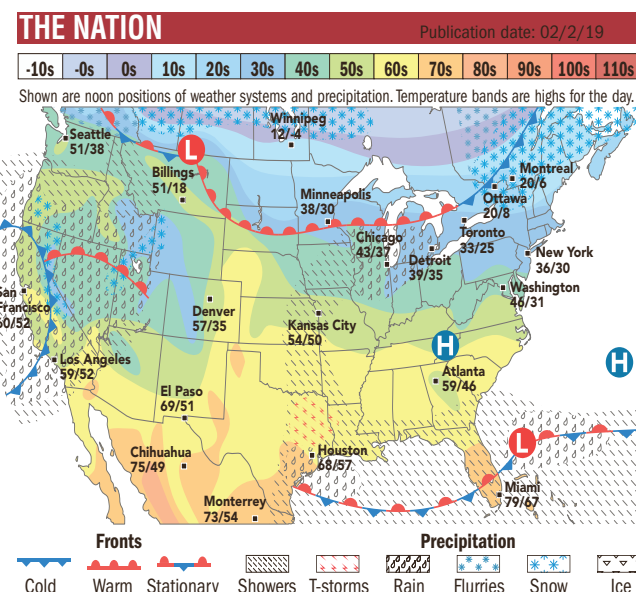 THE NATION
Publication date: 02/2/19
-10s -0s 0s 10s 20s 30s 40s 50s 60s 70s 80s 90s 100s 110s
Shown are noon positions of weather systems and precipitation. Temperature bands are highs for the day.
Winnipeg
12/-4
Seattle
51/38
L
Billings
51/18
Montreal
20/6
Ottawa
20/8
Minneapolis
38/30
Toronto
33/25
Chicago
43/37
Detroit
39/35
New York
36/30
Washington
46/31
San
Francisco
60/52
Denver
57/35
Kansas City
54/50
H
H
Los Angeles
59/52
Atlanta
59/46
El Paso
69/51
L
Chihuahua
75/49
Houston
68/57
Miami
79/67
Monterrey
73/54
Fronts
Precipitation
Cold Warm Stationary Showers T-storms Rain Flurries Snow Ice